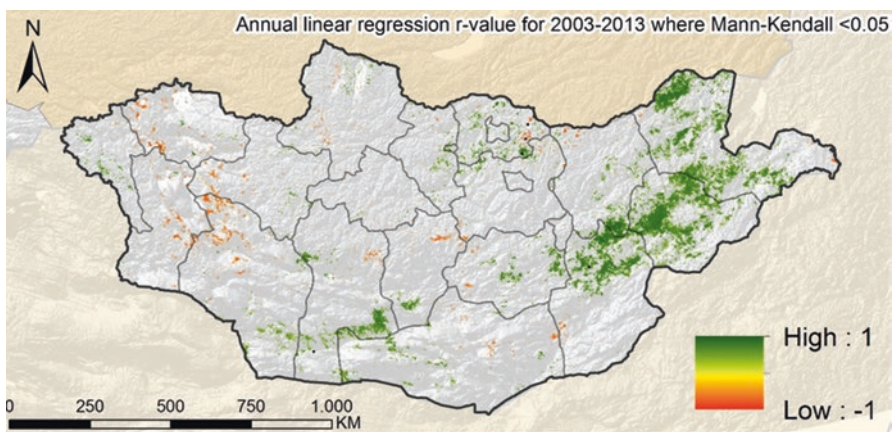 Annual linear regression r-value for 2003-2013 where Mann-Kendall <0.05
N
High : 1
Low : -1
0 250 500 750 1.000
KM